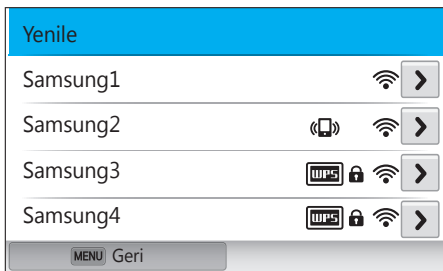 Yenile
Samsung1
Samsung2
Samsung3 WPS
Samsung4 WPS
MENU Geri